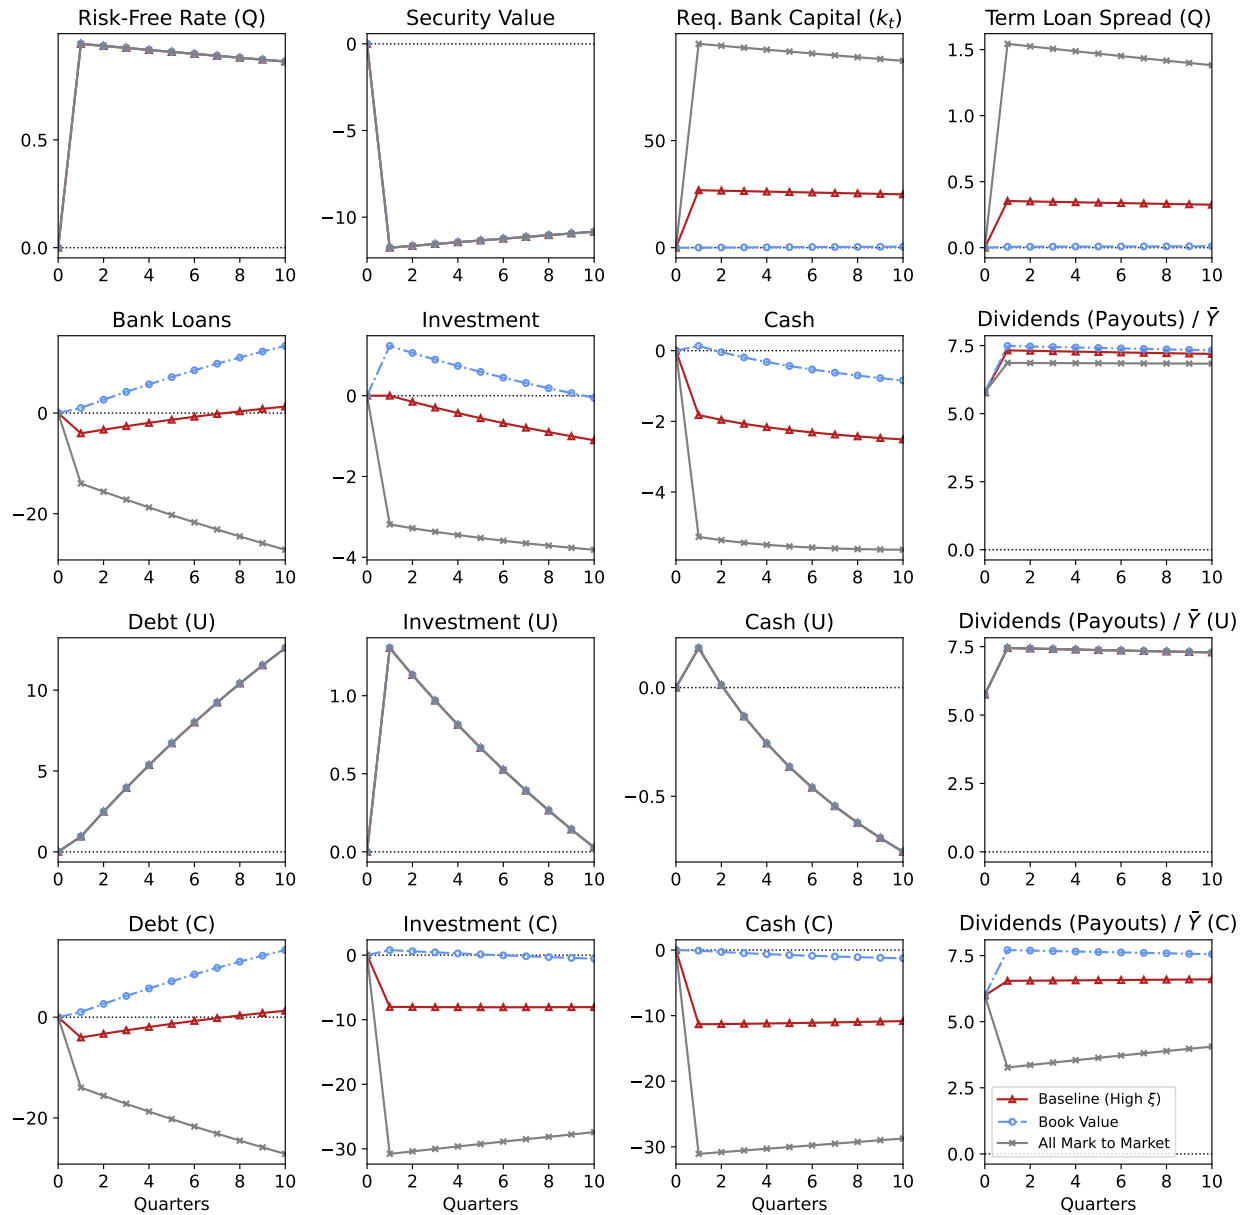 Risk-Free Rate (Q)
Security Value
Req. Bank Capital (k_t)
Term Loan Spread (Q)
0.5
0.0
0 2 4 6 8 10
0
−5
−10
0 2 4 6 8 10
50
0
0 2 4 6 8 10
1.5
1.0
0.5
0.0
0 2 4 6 8 10
Bank Loans
Investment
Cash
Dividends (Payouts) / Ȳ
0
−20
0 2 4 6 8 10
0
−2
−4
0 2 4 6 8 10
0
−2
−4
0 2 4 6 8 10
7.5
5.0
2.5
0.0
0 2 4 6 8 10
Debt (U)
Investment (U)
Cash (U)
Dividends (Payouts) / Ȳ (U)
10
5
0
0 2 4 6 8 10
1.0
0.5
0.0
0 2 4 6 8 10
0.0
−0.5
0 2 4 6 8 10
7.5
5.0
2.5
0.0
0 2 4 6 8 10
Debt (C)
Investment (C)
Cash (C)
Dividends (Payouts) / Ȳ (C)
0
−20
0 2 4 6 8 10
Quarters
0
−10
−20
−30
0 2 4 6 8 10
Quarters
0
−10
−20
−30
0 2 4 6 8 10
Quarters
7.5
5.0
2.5
0.0
Baseline (High ξ)
Book Value
All Mark to Market
0 2 4 6 8 10
Quarters